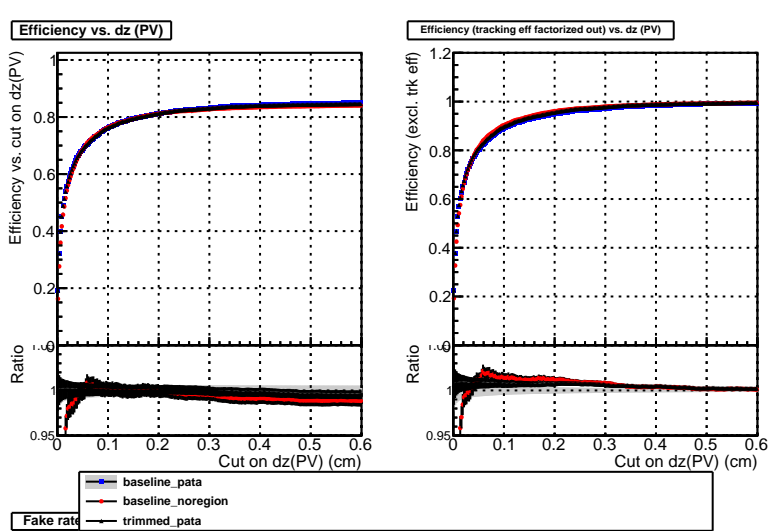 Efficiency vs. dz (PV)
Efficiency vs. cut on dz(PV)
1
0.8
0.6
0.4
0.2
0
Ratio
1
0.95
0 0.1 0.2 0.3 0.4 0.5 0.6
Cut on dz(PV) (cm)
Efficiency (tracking eff factorized out) vs. dz (PV)
Efficiency (excl. trk eff)
1.2
1
0.8
0.6
0.4
0.2
0
Ratio
1
0.95
0 0.1 0.2 0.3 0.4 0.5 0.6
Cut on dz(PV) (cm)
baseline_pata
baseline_noregion
trimmed_pata
Fake rate